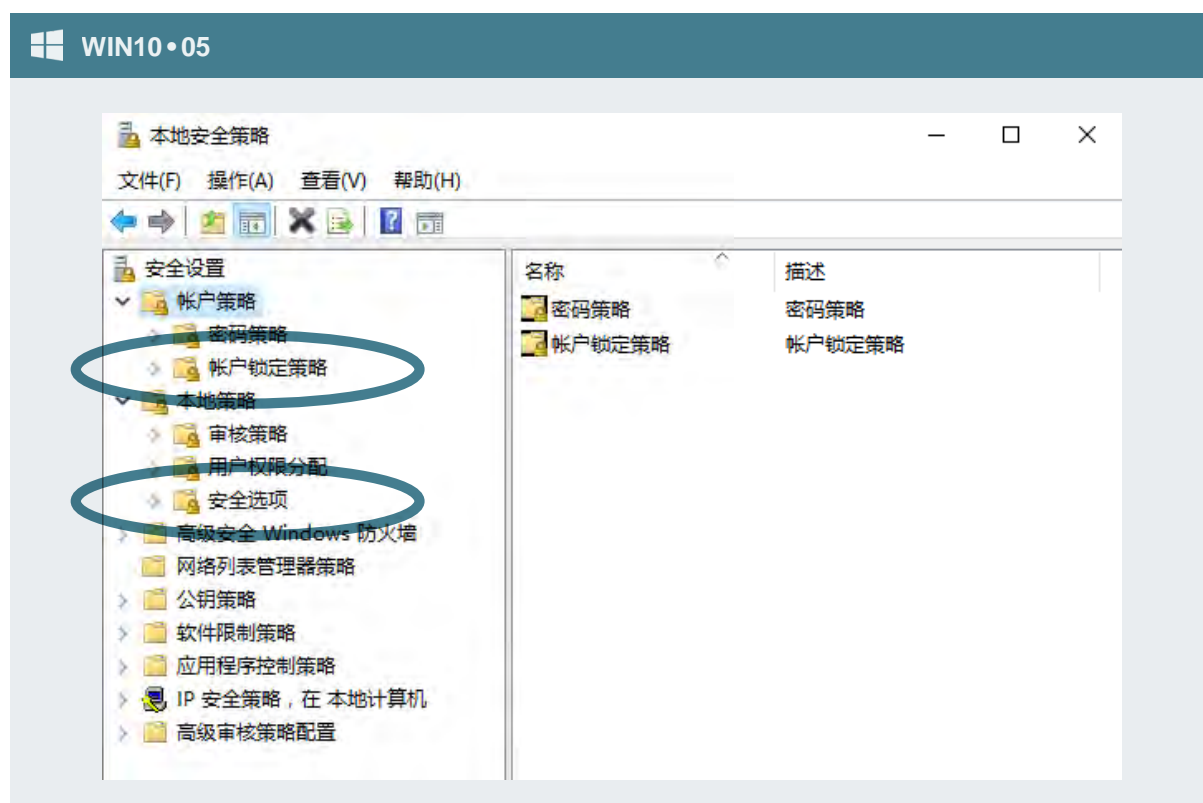 WIN10•05
本地安全策略
文件(F) 操作(A) 查看(V) 帮助(H)
安全设置
帐户策略
密码策略
帐户锁定策略
本地策略
审核策略
用户权限分配
安全选项
高级安全 Windows 防火墙
网络列表管理器策略
公钥策略
软件限制策略
应用程序控制策略
IP 安全策略，在 本地计算机
高级审核策略配置
名称 描述
密码策略 密码策略
帐户锁定策略 帐户锁定策略